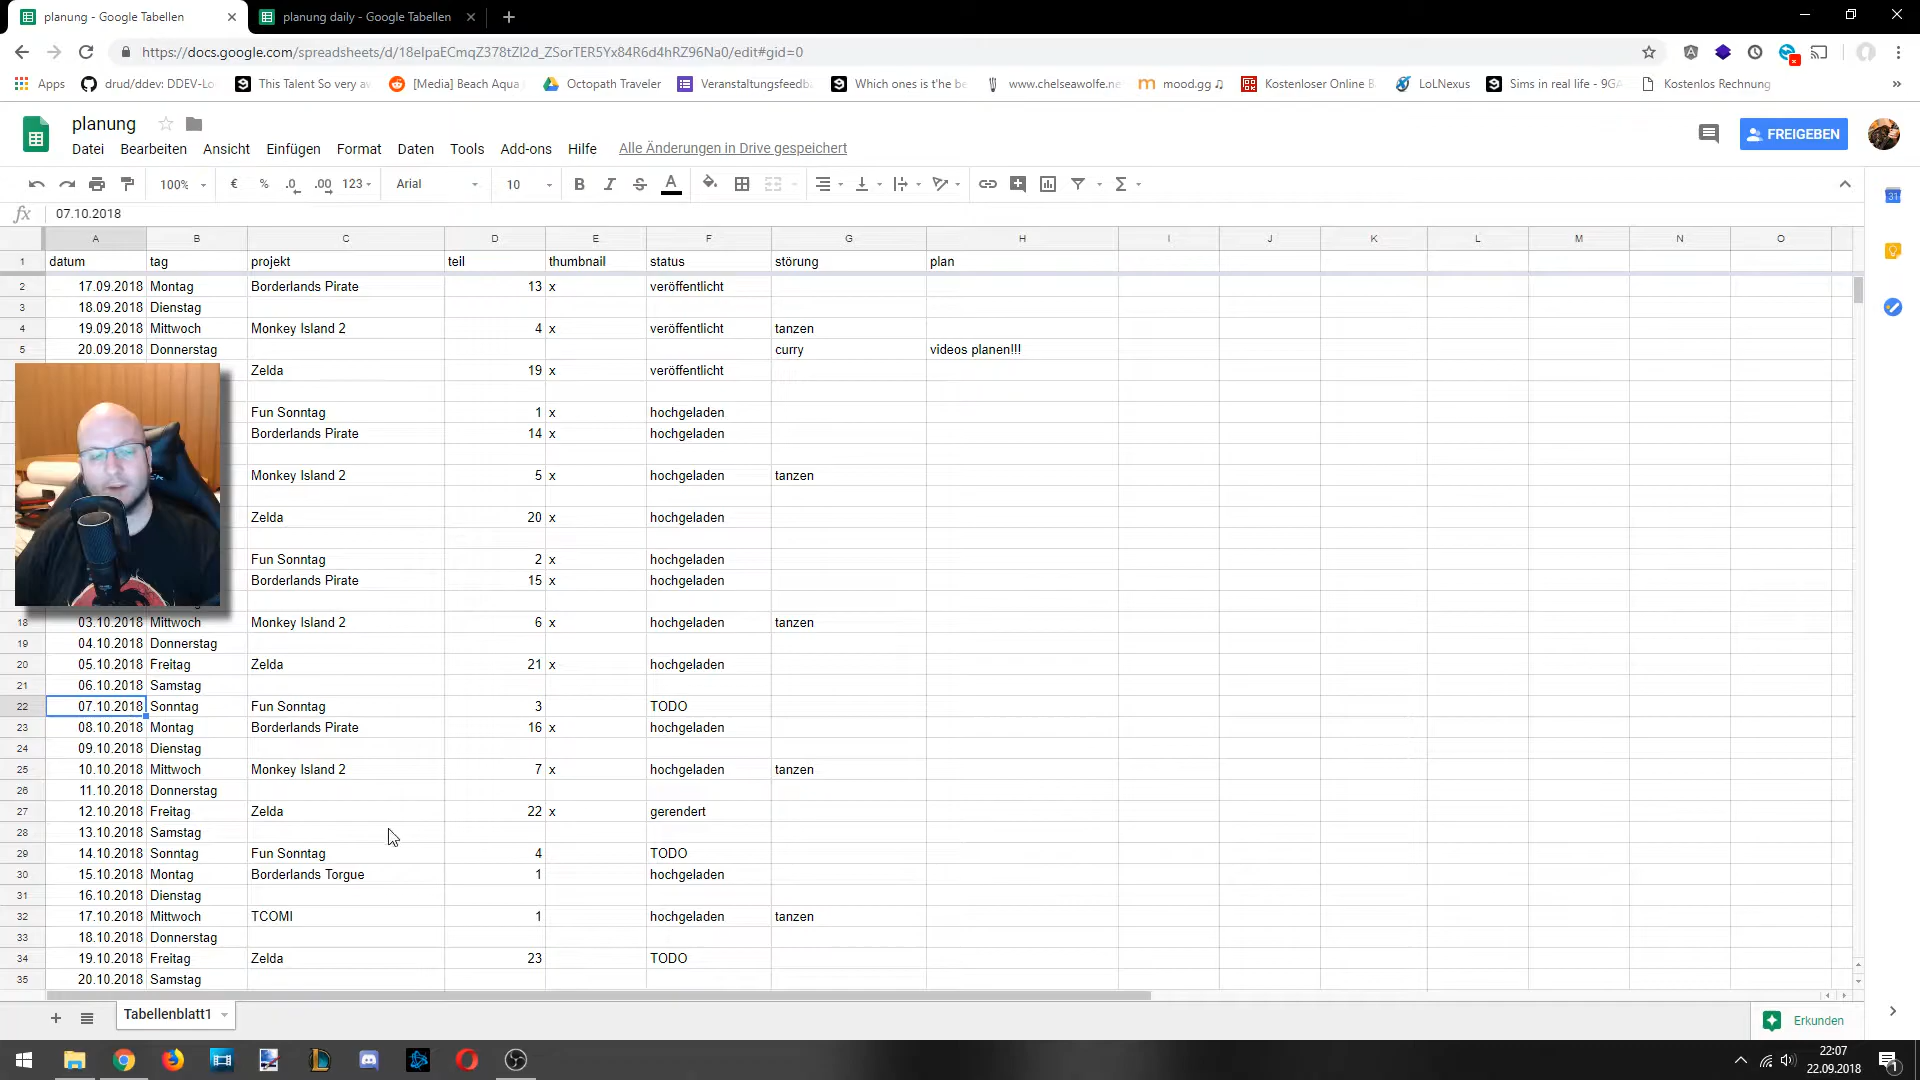 planung - Google Tabellen
planung daily - Google Tabellen
https://docs.google.com/spreadsheets/d/18eIpaECmqZ378tZI2d_ZSorTER5Yx84R6d4hRZ96Na0/edit#gid=0
Apps drud/ddev: DDEV-Lo This Talent So very aw [Media] Beach Aqua Octopath Traveler Veranstaltungsfeedb Which ones is t'he be www.chelseawolfe.ne mood.gg ♫ Kostenloser Online B LoLNexus Sims in real life - 9GA Kostenlos Rechnung »
planung
FREIGEBEN
Datei Bearbeiten Ansicht Einfügen Format Daten Tools Add-ons Hilfe Alle Änderungen in Drive gespeichert
100% € % .0 .00 123 Arial 10 B I S A Σ
fx 07.10.2018
A B C D E F G H I J K L M N O
1 datum tag projekt teil thumbnail status störung plan
2 17.09.2018 Montag Borderlands Pirate 13 x veröffentlicht
3 18.09.2018 Dienstag
4 19.09.2018 Mittwoch Monkey Island 2 4 x veröffentlicht tanzen
5 20.09.2018 Donnerstag curry videos planen!!!
Zelda 19 x veröffentlicht
Fun Sonntag 1 x hochgeladen
Borderlands Pirate 14 x hochgeladen
Monkey Island 2 5 x hochgeladen tanzen
Zelda 20 x hochgeladen
Fun Sonntag 2 x hochgeladen
Borderlands Pirate 15 x hochgeladen
18 03.10.2018 Mittwoch Monkey Island 2 6 x hochgeladen tanzen
19 04.10.2018 Donnerstag
20 05.10.2018 Freitag Zelda 21 x hochgeladen
21 06.10.2018 Samstag
22 07.10.2018 Sonntag Fun Sonntag 3 TODO
23 08.10.2018 Montag Borderlands Pirate 16 x hochgeladen
24 09.10.2018 Dienstag
25 10.10.2018 Mittwoch Monkey Island 2 7 x hochgeladen tanzen
26 11.10.2018 Donnerstag
27 12.10.2018 Freitag Zelda 22 x gerendert
28 13.10.2018 Samstag
29 14.10.2018 Sonntag Fun Sonntag 4 TODO
30 15.10.2018 Montag Borderlands Torgue 1 hochgeladen
31 16.10.2018 Dienstag
32 17.10.2018 Mittwoch TCOMI 1 hochgeladen tanzen
33 18.10.2018 Donnerstag
34 19.10.2018 Freitag Zelda 23 TODO
35 20.10.2018 Samstag
Tabellenblatt1
Erkunden
22:07
22.09.2018